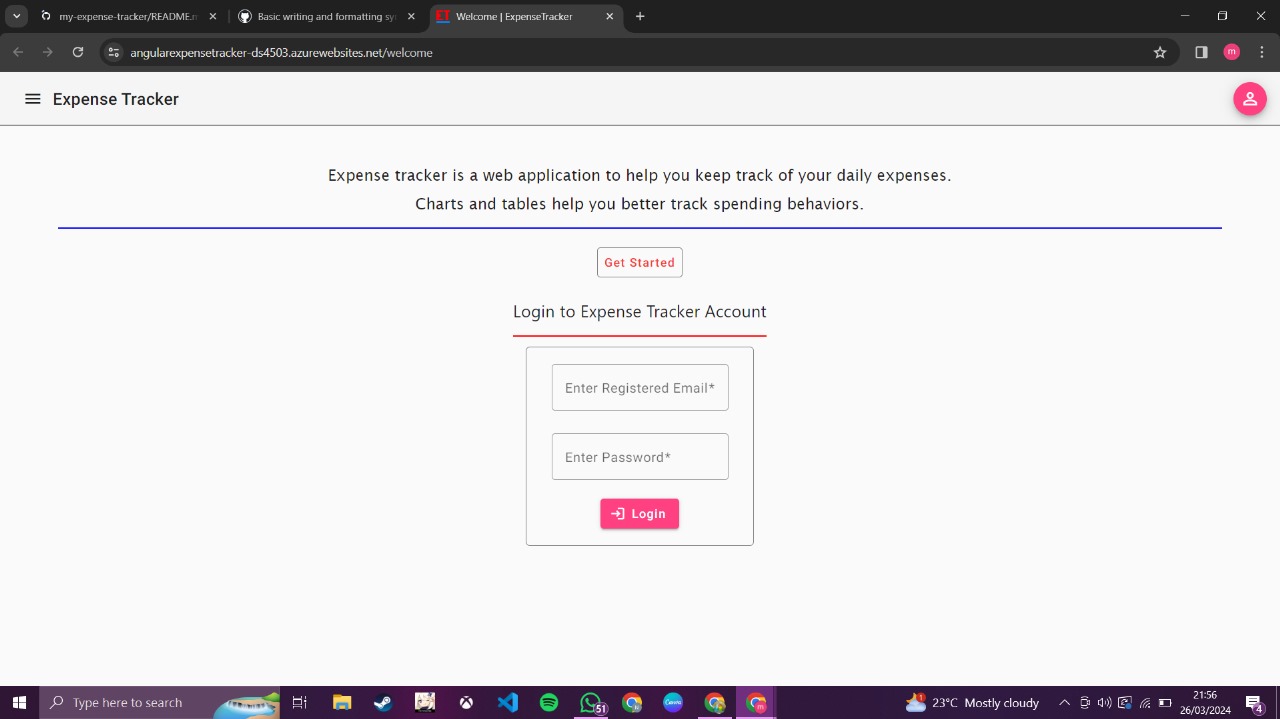 my-expense-tracker/README.m
Basic writing and formatting sy
ET
Welcome | ExpenseTracker
angularexpensetracker-ds4503.azurewebsites.net/welcome
m
Expense Tracker
Expense tracker is a web application to help you keep track of your daily expenses.
Charts and tables help you better track spending behaviors.
Get Started
Login to Expense Tracker Account
Enter Registered Email*
Enter Password*
Login
Type here to search
51
Canva
m
1
23°C Mostly cloudy
21:56
26/03/2024
4